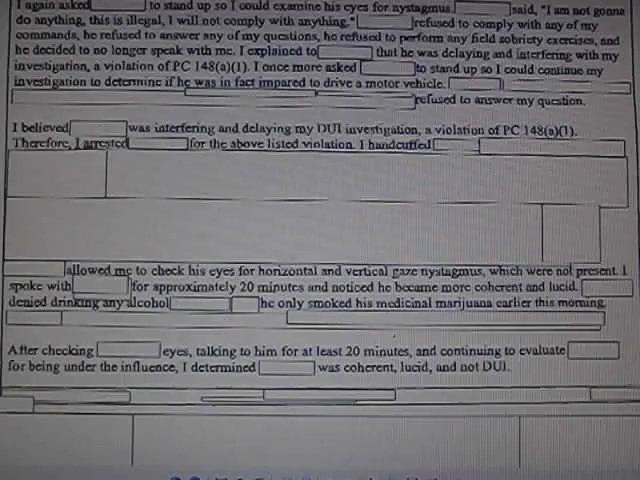 I again asked to stand up so I could examine his eyes for nystagmus said, "I am not gonna
do anything, this is illegal, I will not comply with anything." refused to comply with any of my
commands, he refused to answer any of my questions, he refused to perform any field sobriety exercises, and
he decided to no longer speak with me. I explained to that he was delaying and interfering with my
investigation, a violation of PC 148(a)(1). I once more asked to stand up so I could continue my
investigation to determine if he was in fact impared to drive a motor vehicle.
refused to answer my question.
I believed was interfering and delaying my DUI investigation, a violation of PC 148(a)(1).
Therefore, I arrested for the above listed violation. I handcuffed
allowed me to check his eyes for horizontal and vertical gaze nystagmus, which were not present. I
spoke with for approximately 20 minutes and noticed he became more coherent and lucid.
denied drinking any alcohol he only smoked his medicinal marijuana earlier this morning.
After checking eyes, talking to him for at least 20 minutes, and continuing to evaluate
for being under the influence, I determined was coherent, lucid, and not DUI.